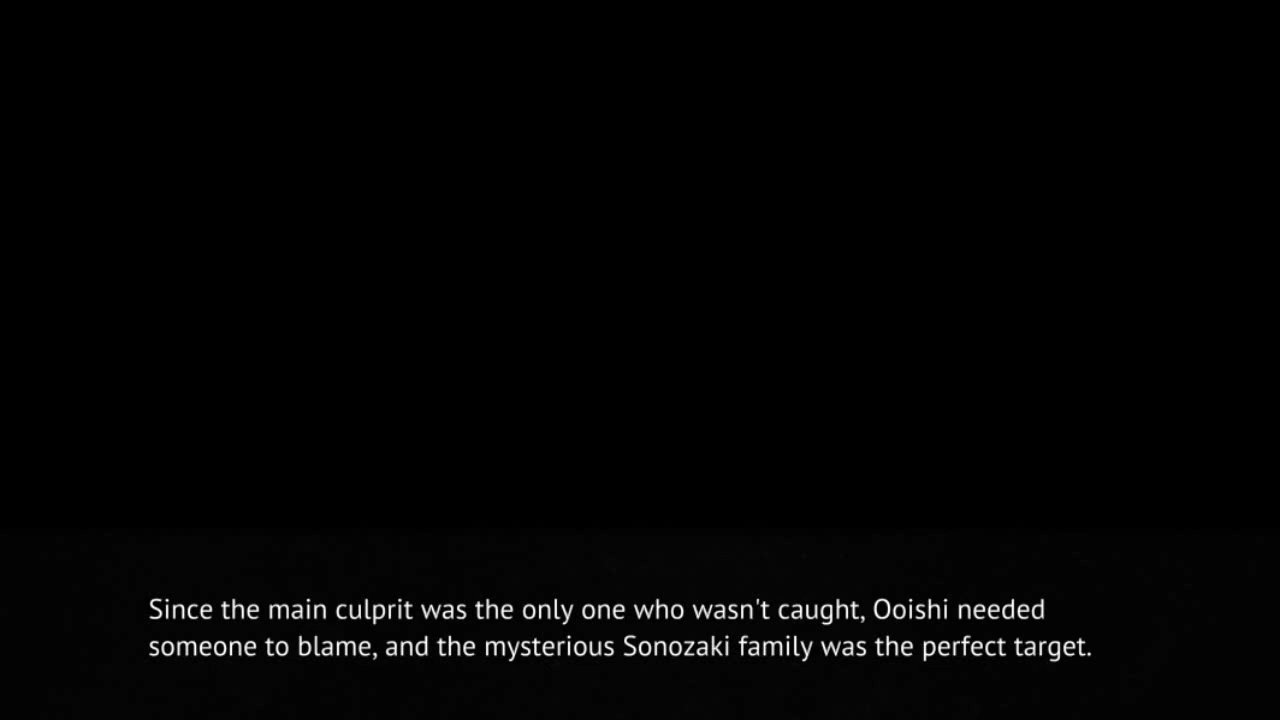 Since the main culprit was the only one who wasn't caught, Ooishi needed
someone to blame, and the mysterious Sonozaki family was the perfect target.